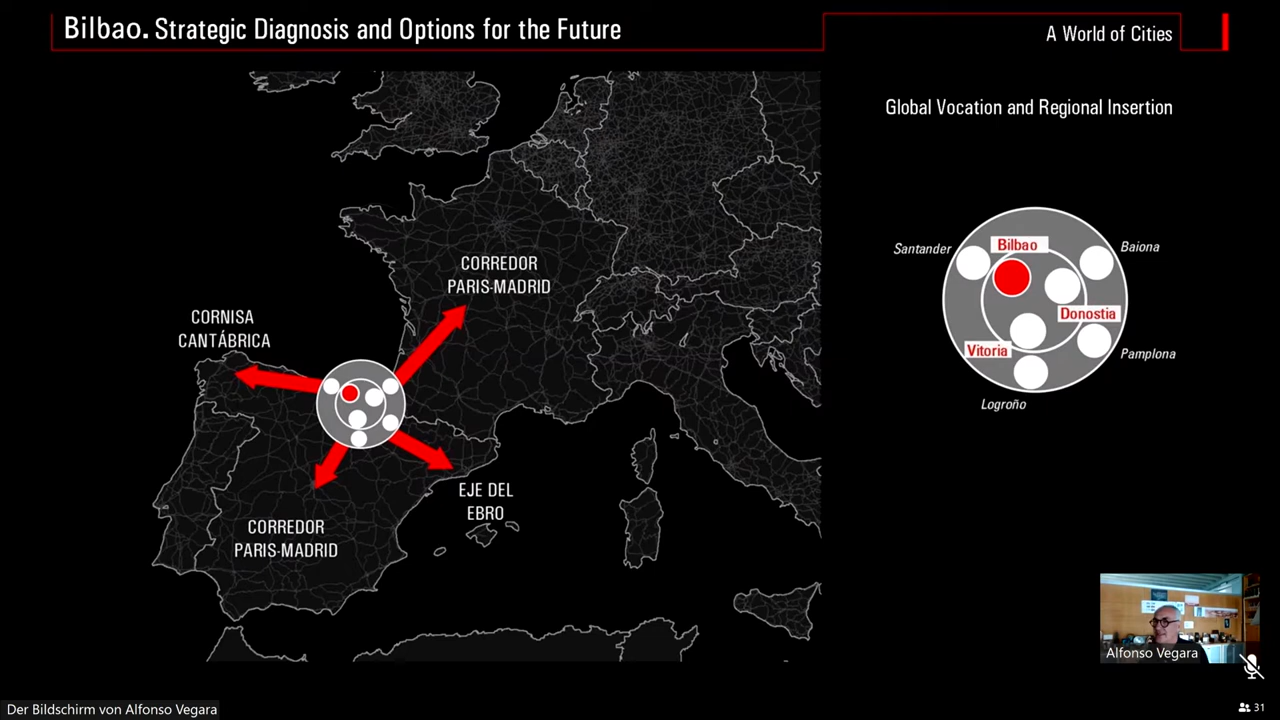 Bilbao. Strategic Diagnosis and Options for the Future
A World of Cities
Global Vocation and Regional Insertion
CORREDOR
PARIS-MADRID
CORNISA
CANTÁBRICA
EJE DEL
EBRO
CORREDOR
PARIS-MADRID
Santander
Bilbao
Baiona
Donostia
Vitoria
Pamplona
Logroño
Alfonso Vegara
Der Bildschirm von Alfonso Vegara
31